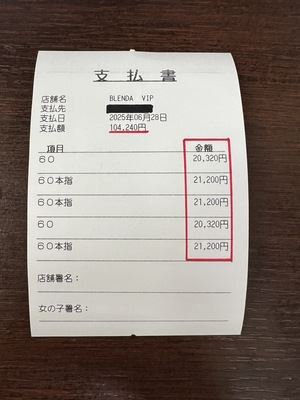 支払書
店舗名 BLENDA VIP
支払先
支払日 2025年06月28日
支払額 104,240円
項目 金額
60 20,320円
60本指 21,200円
60本指 21,200円
60 20,320円
60本指 21,200円
店舗署名：
女の子署名：